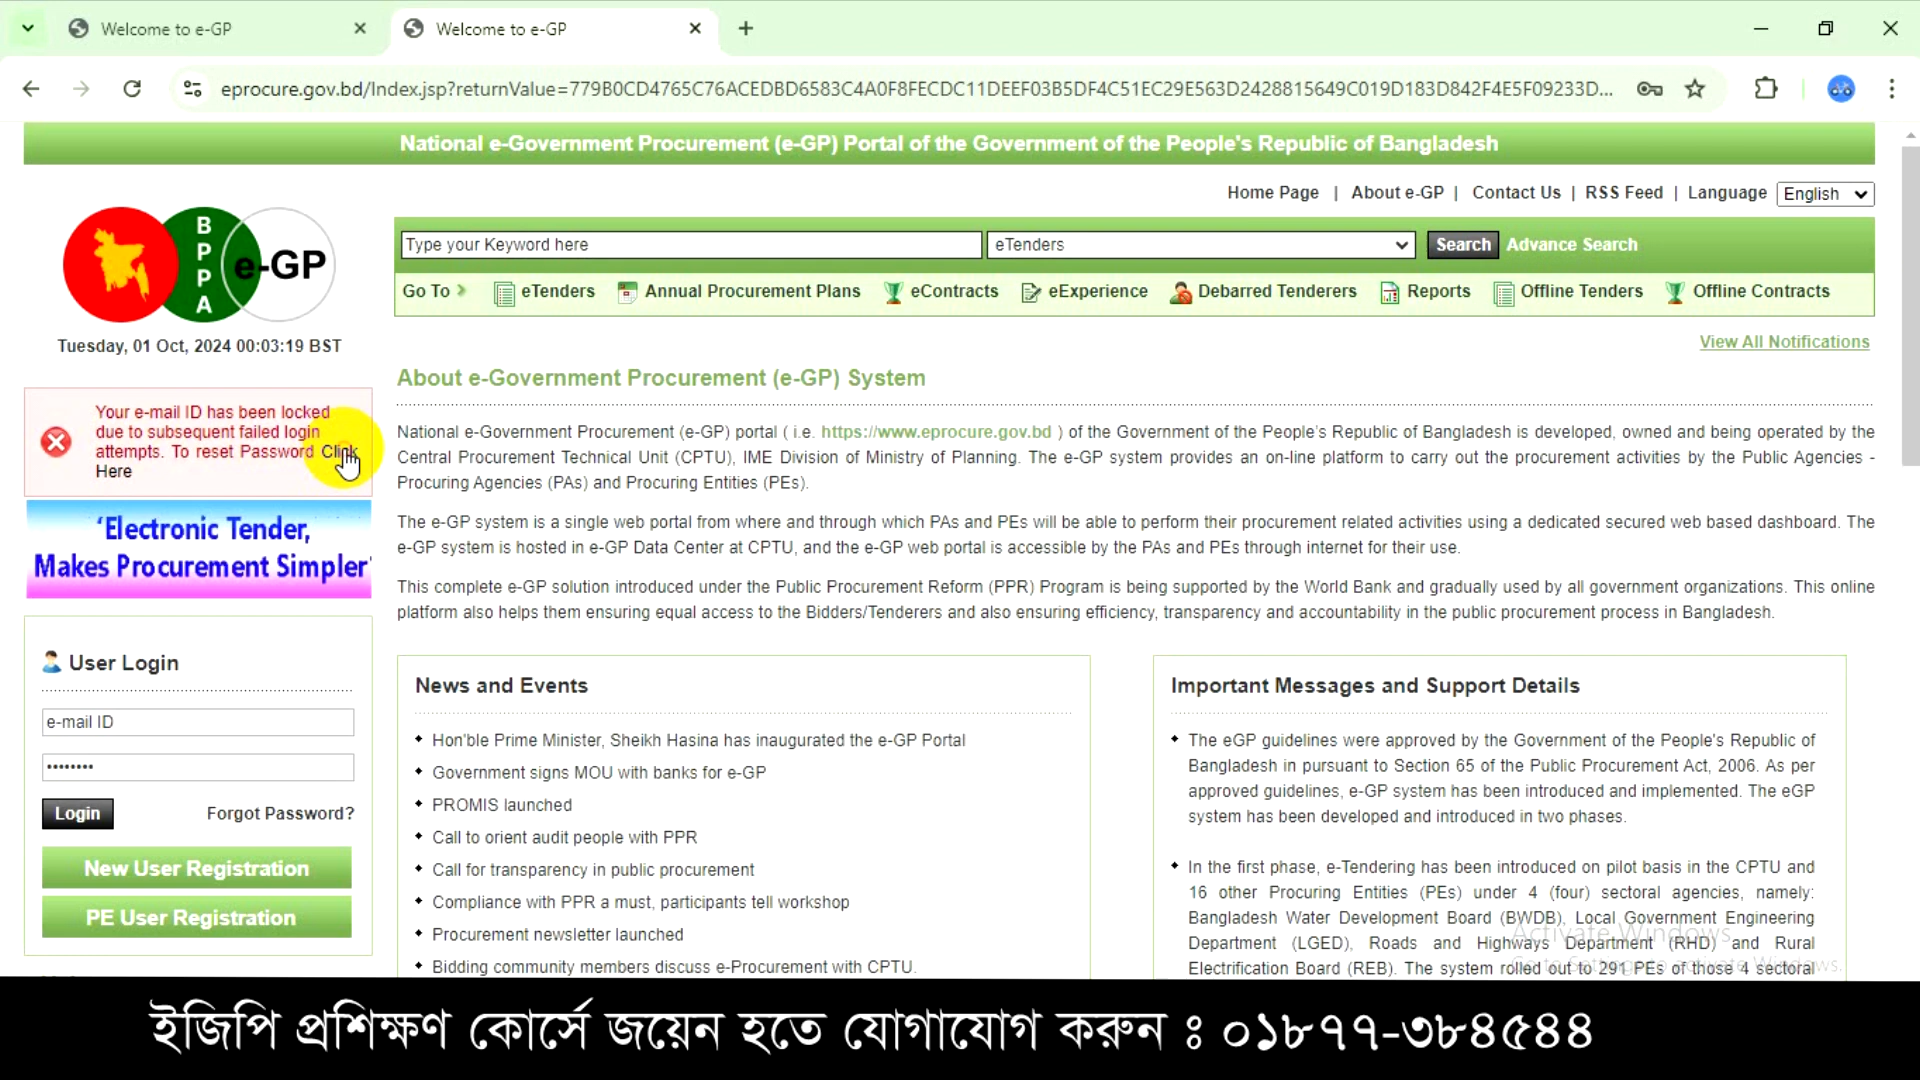 Welcome to e-GP
Welcome to e-GP
eprocure.gov.bd/Index.jsp?returnValue=779B0CD4765C76ACEDBD6583C4A0F8FECDC11DEEF03B5DF4C51EC29E563D2428815649C019D183D842F4E5F09233D...
National e-Government Procurement (e-GP) Portal of the Government of the People's Republic of Bangladesh
Home Page | About e-GP | Contact Us | RSS Feed | Language English
BPPA e-GP
Type your Keyword here eTenders Search Advance Search
Go To eTenders Annual Procurement Plans eContracts eExperience Debarred Tenderers Reports Offline Tenders Offline Contracts
Tuesday, 01 Oct, 2024 00:03:19 BST
View All Notifications
Your e-mail ID has been locked
due to subsequent failed login
attempts. To reset Password Click
Here
'Electronic Tender,
Makes Procurement Simpler'
User Login
e-mail ID
••••••••
Login Forgot Password?
New User Registration
PE User Registration
About e-Government Procurement (e-GP) System
National e-Government Procurement (e-GP) portal ( i.e. https://www.eprocure.gov.bd ) of the Government of the People's Republic of Bangladesh is developed, owned and being operated by the
Central Procurement Technical Unit (CPTU), IME Division of Ministry of Planning. The e-GP system provides an on-line platform to carry out the procurement activities by the Public Agencies -
Procuring Agencies (PAs) and Procuring Entities (PEs).
The e-GP system is a single web portal from where and through which PAs and PEs will be able to perform their procurement related activities using a dedicated secured web based dashboard. The
e-GP system is hosted in e-GP Data Center at CPTU, and the e-GP web portal is accessible by the PAs and PEs through internet for their use.
This complete e-GP solution introduced under the Public Procurement Reform (PPR) Program is being supported by the World Bank and gradually used by all government organizations. This online
platform also helps them ensuring equal access to the Bidders/Tenderers and also ensuring efficiency, transparency and accountability in the public procurement process in Bangladesh.
News and Events
Hon'ble Prime Minister, Sheikh Hasina has inaugurated the e-GP Portal
Government signs MOU with banks for e-GP
PROMIS launched
Call to orient audit people with PPR
Call for transparency in public procurement
Compliance with PPR a must, participants tell workshop
Procurement newsletter launched
Bidding community members discuss e-Procurement with CPTU.
Important Messages and Support Details
The eGP guidelines were approved by the Government of the People's Republic of
Bangladesh in pursuant to Section 65 of the Public Procurement Act, 2006. As per
approved guidelines, e-GP system has been introduced and implemented. The eGP
system has been developed and introduced in two phases.
In the first phase, e-Tendering has been introduced on pilot basis in the CPTU and
16 other Procuring Entities (PEs) under 4 (four) sectoral agencies, namely:
Bangladesh Water Development Board (BWDB), Local Government Engineering
Department (LGED), Roads and Highways Department (RHD) and Rural
Electrification Board (REB). The system rolled out to 291 PEs of those 4 sectoral
Activate Windows
Go to Settings to activate Windows.
ইজিপি প্রশিক্ষণ কোর্সে জয়েন হতে যোগাযোগ করুন ঃ ০১৮৭৭-৩৮৪৫৪৪